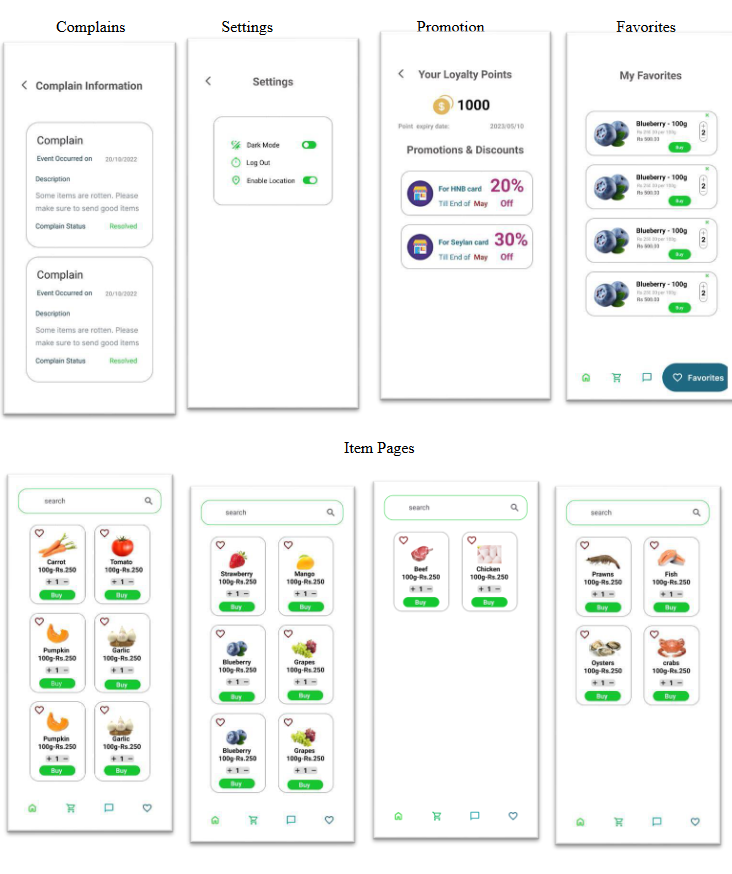 Complains
Settings
Promotion
Favorites
Complain Information
Complain
Event Occurred on 20/10/2022
Description
Some items are rotten. Please
make sure to send good items
Complain Status Resolved
Complain
Event Occurred on 20/10/2022
Description
Some items are rotten. Please
make sure to send good items
Complain Status Resolved
Settings
Dark Mode
Log Out
Enable Location
Your Loyalty Points
$ 1000
Point expiry date: 2023/05/10
Promotions & Discounts
For HNB card 20%
Till End of May Off
For Seylan card 30%
Till End of May Off
My Favorites
Blueberry - 100g
per 100g
Rs 500.33
+
2
Buy
Blueberry - 100g
per 100g
Rs 500.33
+
2
Buy
Blueberry - 100g
per 100g
Rs 500.33
+
2
Buy
Blueberry - 100g
per 100g
Rs 500.33
+
2
Buy
Favorites
Item Pages
search
Carrot Tomato
100g-Rs.250 100g-Rs.250
+ 1 − + 1 −
Buy Buy
Pumpkin Garlic
100g-Rs.250 100g-Rs.250
+ 1 − + 1 −
Buy Buy
Pumpkin Garlic
100g-Rs.250 100g-Rs.250
+ 1 − + 1 −
Buy Buy
search
Strawberry Mango
100g-Rs.250 100g-Rs.250
+ 1 − + 1 −
Buy Buy
Blueberry Grapes
100g-Rs.250 100g-Rs.250
+ 1 − + 1 −
Buy Buy
Blueberry Grapes
100g-Rs.250 100g-Rs.250
+ 1 − + 1 −
Buy Buy
search
Beef Chicken
100g-Rs.250 100g-Rs.250
+ 1 − + 1 −
Buy Buy
search
Prawns Fish
100g-Rs.250 100g-Rs.250
+ 1 − + 1 −
Buy Buy
Oysters crabs
100g-Rs.250 100g-Rs.250
+ 1 − + 1 −
Buy Buy